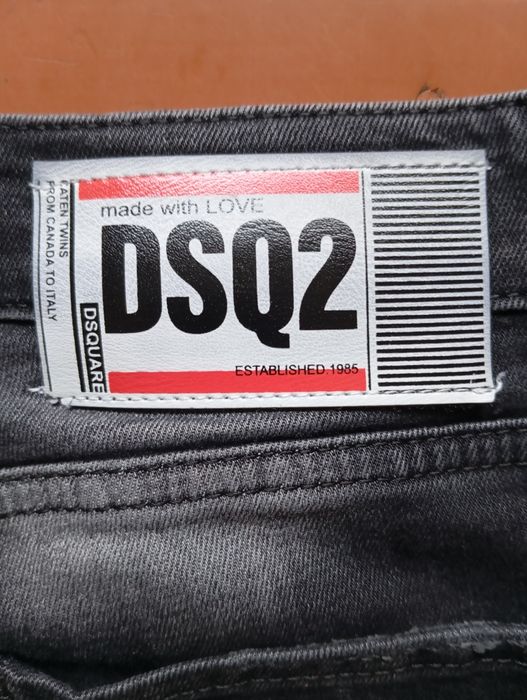 CATEN TWINS
FROM CANADA TO ITALY
DSQUARE
made with LOVE
DSQ2
ESTABLISHED 1985